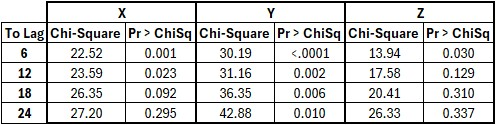 X Y Z
To Lag Chi-Square Pr > ChiSq Chi-Square Pr > ChiSq Chi-Square Pr > ChiSq
6 22.52 0.001 30.19 <.0001 13.94 0.030
12 23.59 0.023 31.16 0.002 17.58 0.129
18 26.35 0.092 36.35 0.006 20.41 0.310
24 27.20 0.295 42.88 0.010 26.33 0.337